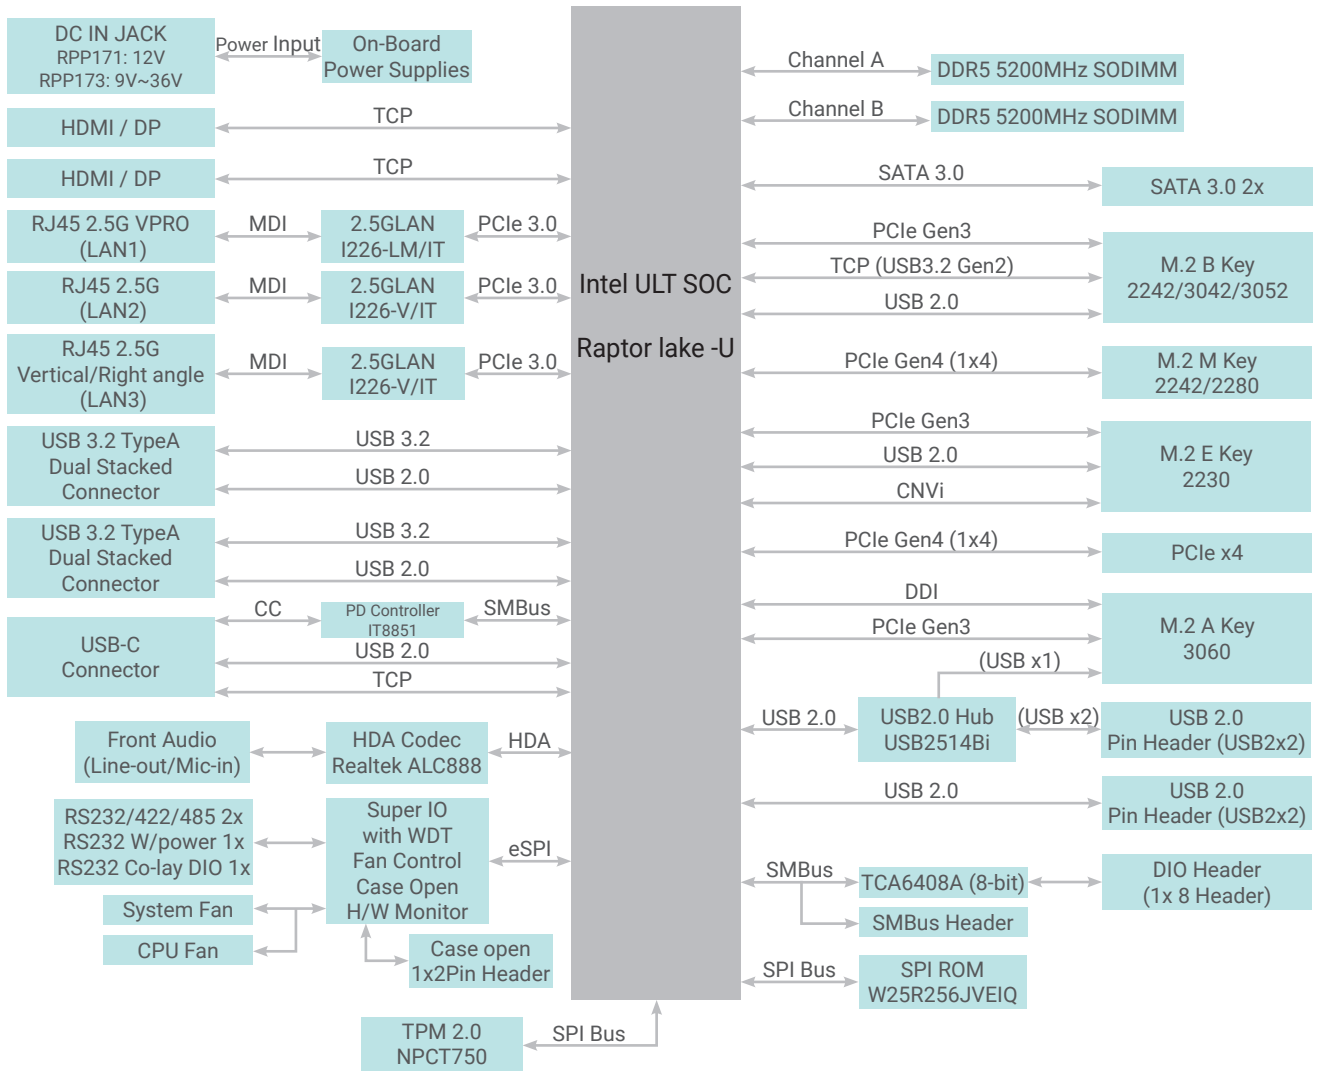 DC IN JACK
RPP171: 12V
RPP173: 9V~36V
Power Input
On-Board
Power Supplies
HDMI / DP
TCP
HDMI / DP
TCP
RJ45 2.5G VPRO
(LAN1)
MDI
2.5GLAN
I226-LM/IT
PCIe 3.0
RJ45 2.5G
(LAN2)
MDI
2.5GLAN
I226-V/IT
PCIe 3.0
RJ45 2.5G
Vertical/Right angle
(LAN3)
MDI
2.5GLAN
I226-V/IT
PCIe 3.0
USB 3.2 TypeA
Dual Stacked
Connector
USB 3.2
USB 2.0
USB 3.2 TypeA
Dual Stacked
Connector
USB 3.2
USB 2.0
USB-C
Connector
CC
PD Controller
IT8851
SMBus
USB 2.0
TCP
Front Audio
(Line-out/Mic-in)
HDA Codec
Realtek ALC888
HDA
RS232/422/485 2x
RS232 W/power 1x
RS232 Co-lay DIO 1x
Super IO
with WDT
Fan Control
Case Open
H/W Monitor
eSPI
System Fan
CPU Fan
Case open
1x2Pin Header
TPM 2.0
NPCT750
SPI Bus
Intel ULT SOC
Raptor lake -U
Channel A
DDR5 5200MHz SODIMM
Channel B
DDR5 5200MHz SODIMM
SATA 3.0
SATA 3.0 2x
PCIe Gen3
TCP (USB3.2 Gen2)
USB 2.0
M.2 B Key
2242/3042/3052
PCIe Gen4 (1x4)
M.2 M Key
2242/2280
PCIe Gen3
USB 2.0
CNVi
M.2 E Key
2230
PCIe Gen4 (1x4)
PCIe x4
DDI
PCIe Gen3
(USB x1)
M.2 A Key
3060
USB 2.0
USB2.0 Hub
USB2514Bi
(USB x2)
USB 2.0
Pin Header (USB2x2)
USB 2.0
USB 2.0
Pin Header (USB2x2)
SMBus
TCA6408A (8-bit)
DIO Header
(1x 8 Header)
SMBus Header
SPI Bus
SPI ROM
W25R256JVEIQ